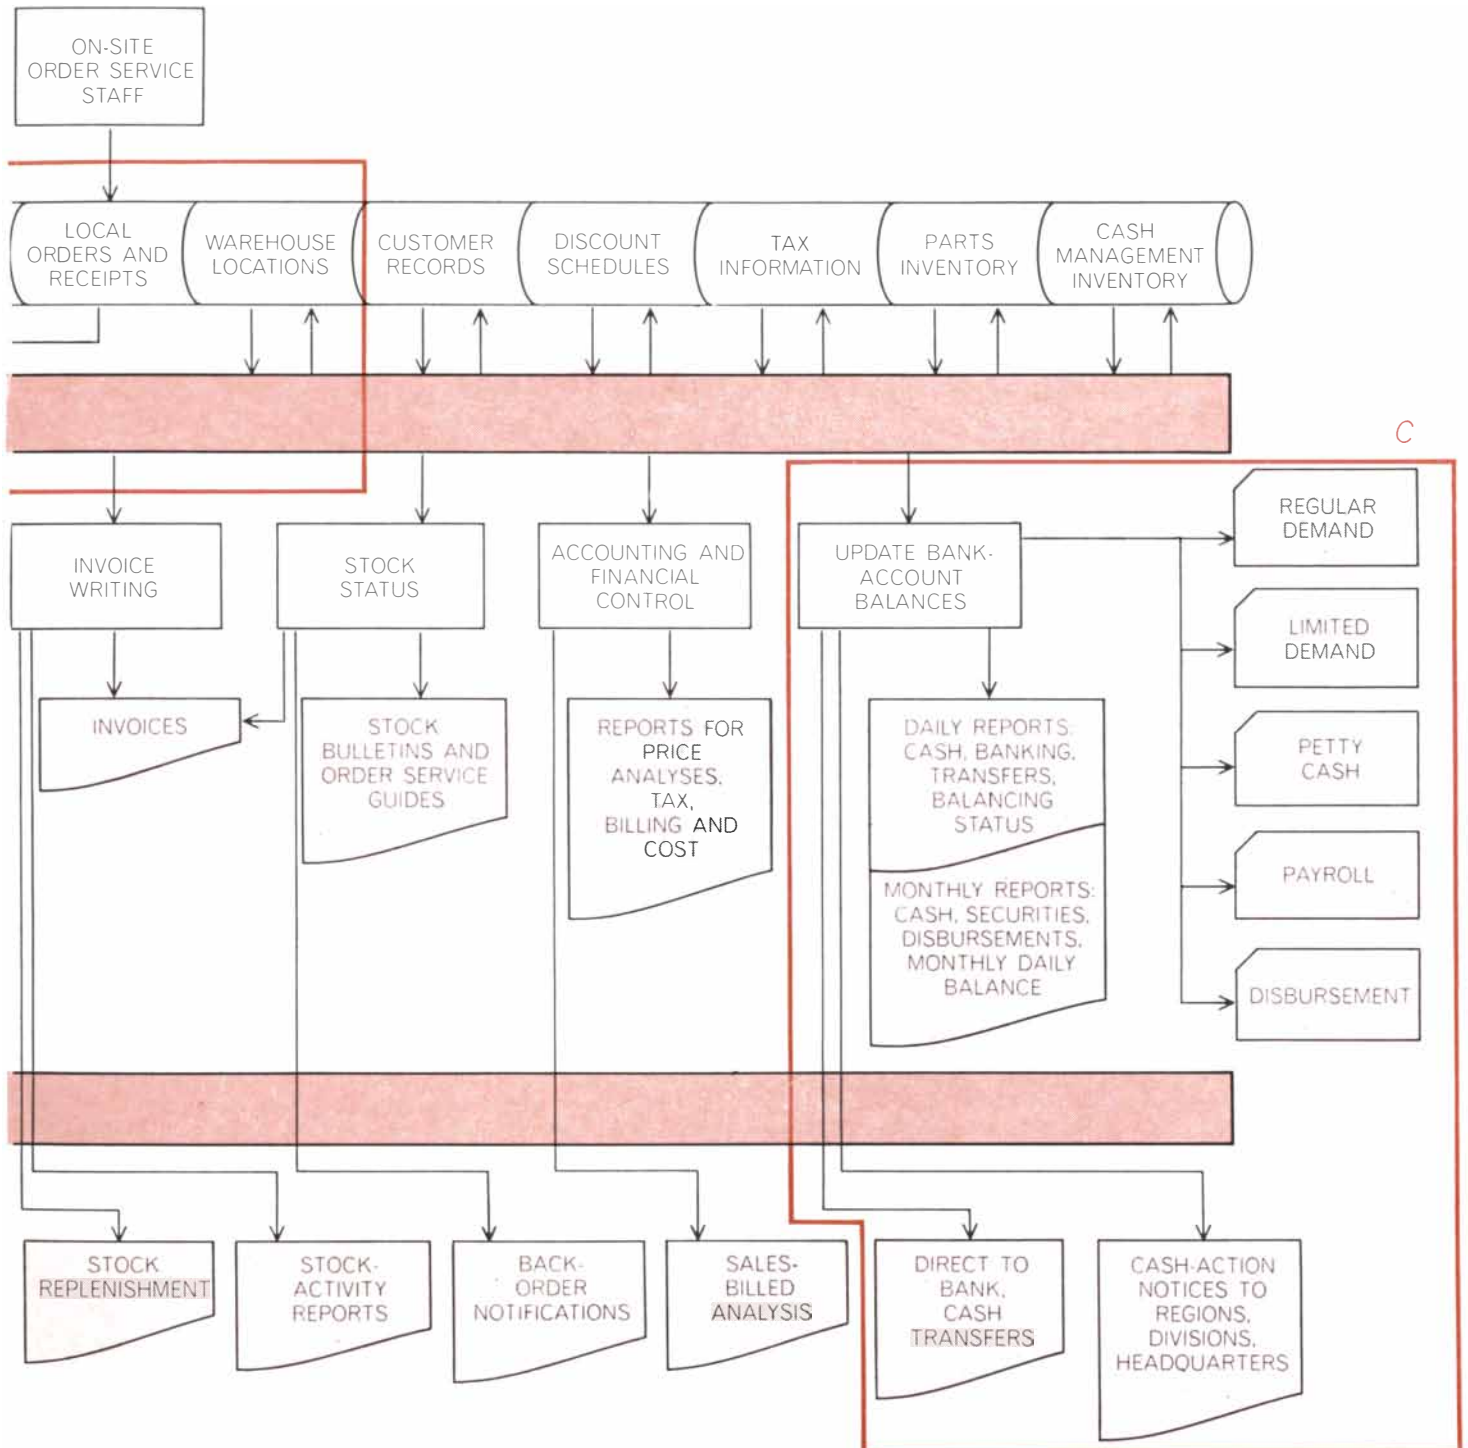 ON-SITE
ORDER SERVICE
STAFF
LOCAL
ORDERS AND
RECEIPTS
WAREHOUSE
LOCATIONS
CUSTOMER
RECORDS
DISCOUNT
SCHEDULES
TAX
INFORMATION
PARTS
INVENTORY
CASH
MANAGEMENT
INVENTORY
C
INVOICE
WRITING
STOCK
STATUS
ACCOUNTING AND
FINANCIAL
CONTROL
UPDATE BANK-
ACCOUNT
BALANCES
REGULAR
DEMAND
LIMITED
DEMAND
PETTY
CASH
PAYROLL
DISBURSEMENT
INVOICES
STOCK
BULLETINS AND
ORDER SERVICE
GUIDES
REPORTS FOR
PRICE
ANALYSES,
TAX,
BILLING AND
COST
DAILY REPORTS:
CASH, BANKING,
TRANSFERS,
BALANCING
STATUS
MONTHLY REPORTS:
CASH, SECURITIES,
DISBURSEMENTS,
MONTHLY DAILY
BALANCE
STOCK
REPLENISHMENT
STOCK-
ACTIVITY
REPORTS
BACK-
ORDER
NOTIFICATIONS
SALES-
BILLED
ANALYSIS
DIRECT TO
BANK,
CASH
TRANSFERS
CASH-ACTION
NOTICES TO
REGIONS,
DIVISIONS,
HEADQUARTERS